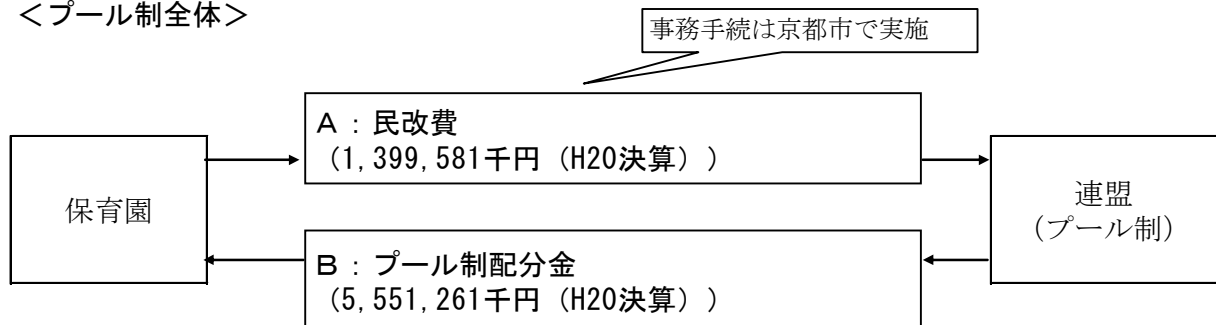 ＜プール制全体＞
事務手続は京都市で実施
Ａ：民改費
（1,399,581千円（H20決算））
保育園
連盟
（プール制）
Ｂ：プール制配分金
（5,551,261千円（H20決算））